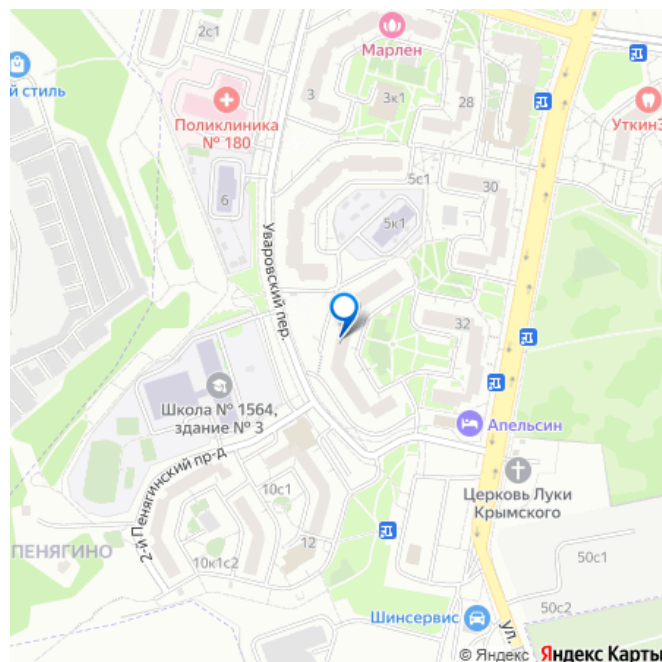 2с1
Марлен
й стиль
3
3к1
28
Поликлиника
№ 180
Уткинз
5с1
30
6
5к1
Уваровский пер.
32
Школа № 1564,
здание № 3
Апельсин
2-й Пенягинский пр-д
Церковь Луки
Крымского
10с1
ПЕНЯГИНО
12
10к1с2
50с1
50с2
Шинсервис
ул.
© Яндекс Яндекс Карты